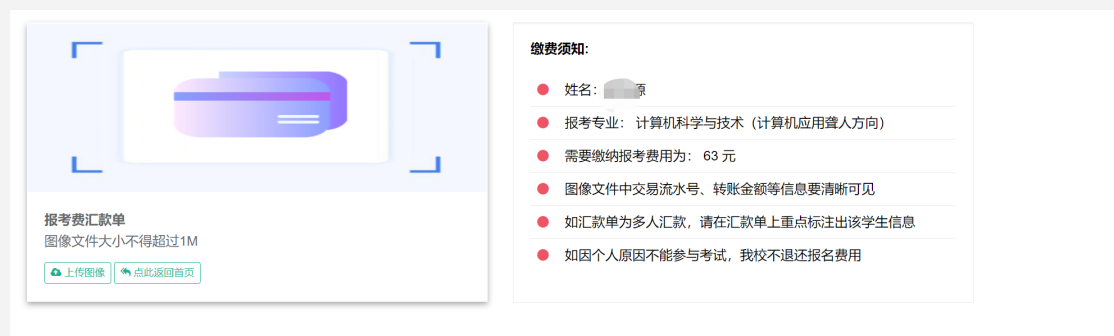 报考费汇款单
图像文件大小不得超过1M
上传图像 点此返回首页
缴费须知:
姓名: 源
报考专业: 计算机科学与技术（计算机应用聋人方向）
需要缴纳报考费用为: 63 元
图像文件中交易流水号、转账金额等信息要清晰可见
如汇款单为多人汇款，请在汇款单上重点标注出该学生信息
如因个人原因不能参与考试，我校不退还报名费用